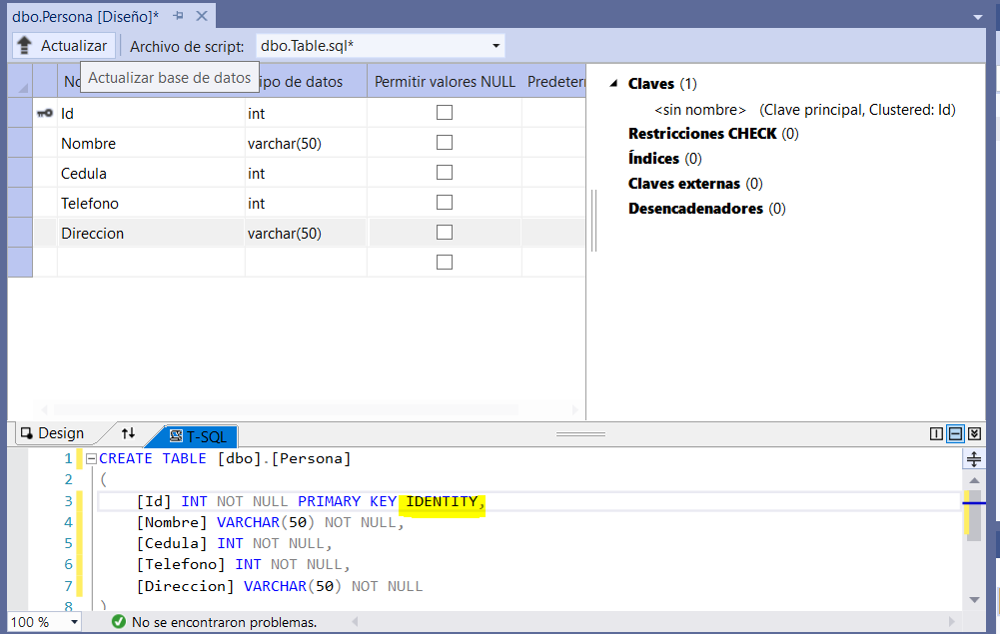 dbo.Persona [Diseño]*
Actualizar Archivo de script: dbo.Table.sql*
Actualizar base de datos
No ipo de datos Permitir valores NULL Predeterr
Id int
Nombre varchar(50)
Cedula int
Telefono int
Direccion varchar(50)
Claves (1)
<sin nombre> (Clave principal, Clustered: Id)
Restricciones CHECK (0)
Índices (0)
Claves externas (0)
Desencadenadores (0)
Design T-SQL
1 CREATE TABLE [dbo].[Persona]
2 (
3 [Id] INT NOT NULL PRIMARY KEY IDENTITY,
4 [Nombre] VARCHAR(50) NOT NULL,
5 [Cedula] INT NOT NULL,
6 [Telefono] INT NOT NULL,
7 [Direccion] VARCHAR(50) NOT NULL
8 )
100 % No se encontraron problemas.